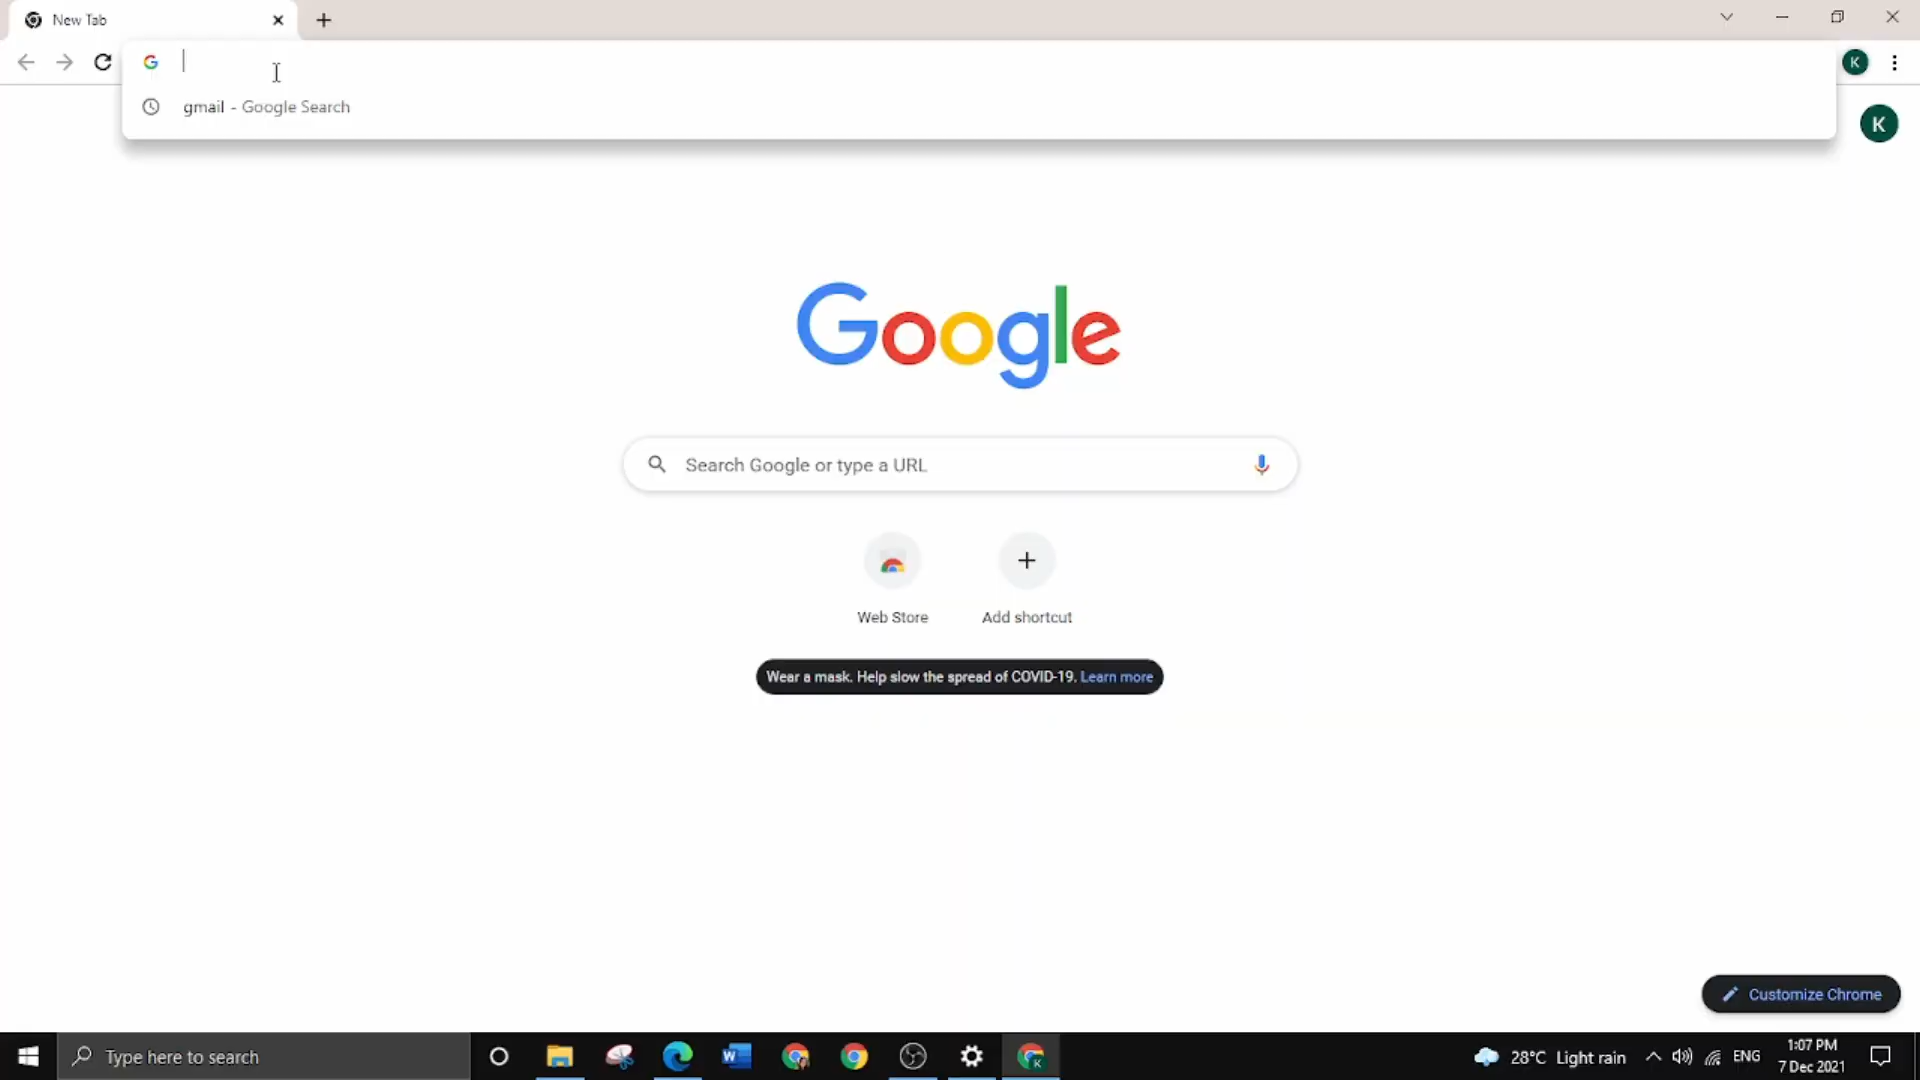 New Tab
G
gmail - Google Search
K
K
Google
Search Google or type a URL
Web Store
Add shortcut
Wear a mask. Help slow the spread of COVID-19. Learn more
Customize Chrome
Type here to search
W
K
28°C Light rain
ENG
1:07 PM
7 Dec 2021